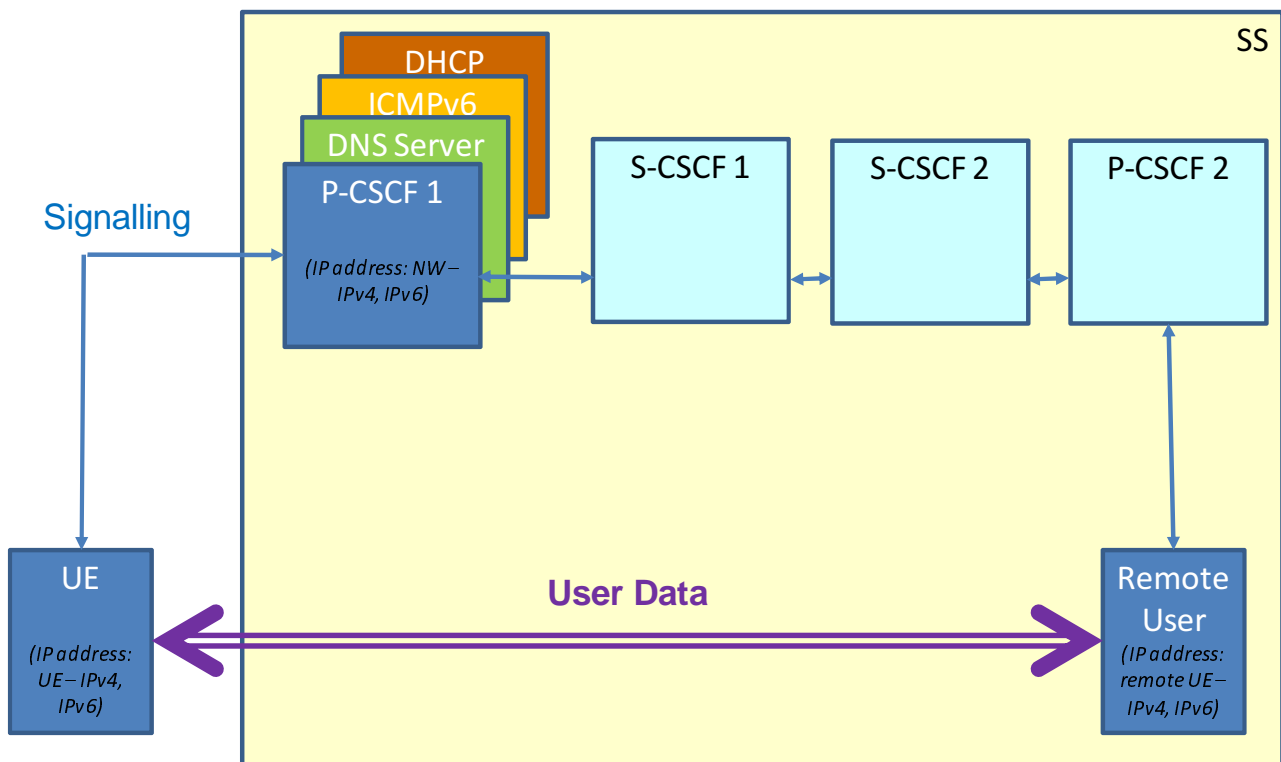 SS
DHCP
ICMPv6
DNS Server
P-CSCF 1
(IP address: NW –
IPv4, IPv6)
S-CSCF 1
S-CSCF 2
P-CSCF 2
Signalling
UE
(IP address:
UE – IPv4,
IPv6)
User Data
Remote
User
(IP address:
remote UE –
IPv4, IPv6)